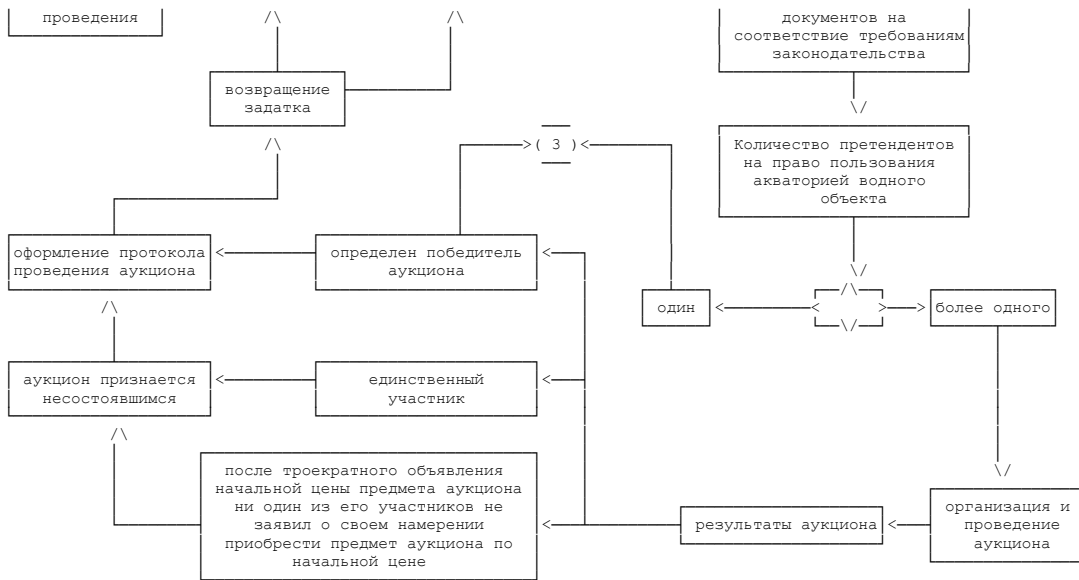 проведения
документов на
соответствие требованиям
законодательства
возвращение
задатка
( 3 )
Количество претендентов
на право пользования
акваторией водного
объекта
оформление протокола
проведения аукциона
определен победитель
аукциона
один
более одного
аукцион признается
несостоявшимся
единственный
участник
после троекратного объявления
начальной цены предмета аукциона
ни один из его участников не
заявил о своем намерении
приобрести предмет аукциона по
начальной цене
результаты аукциона
организация и
проведение
аукциона